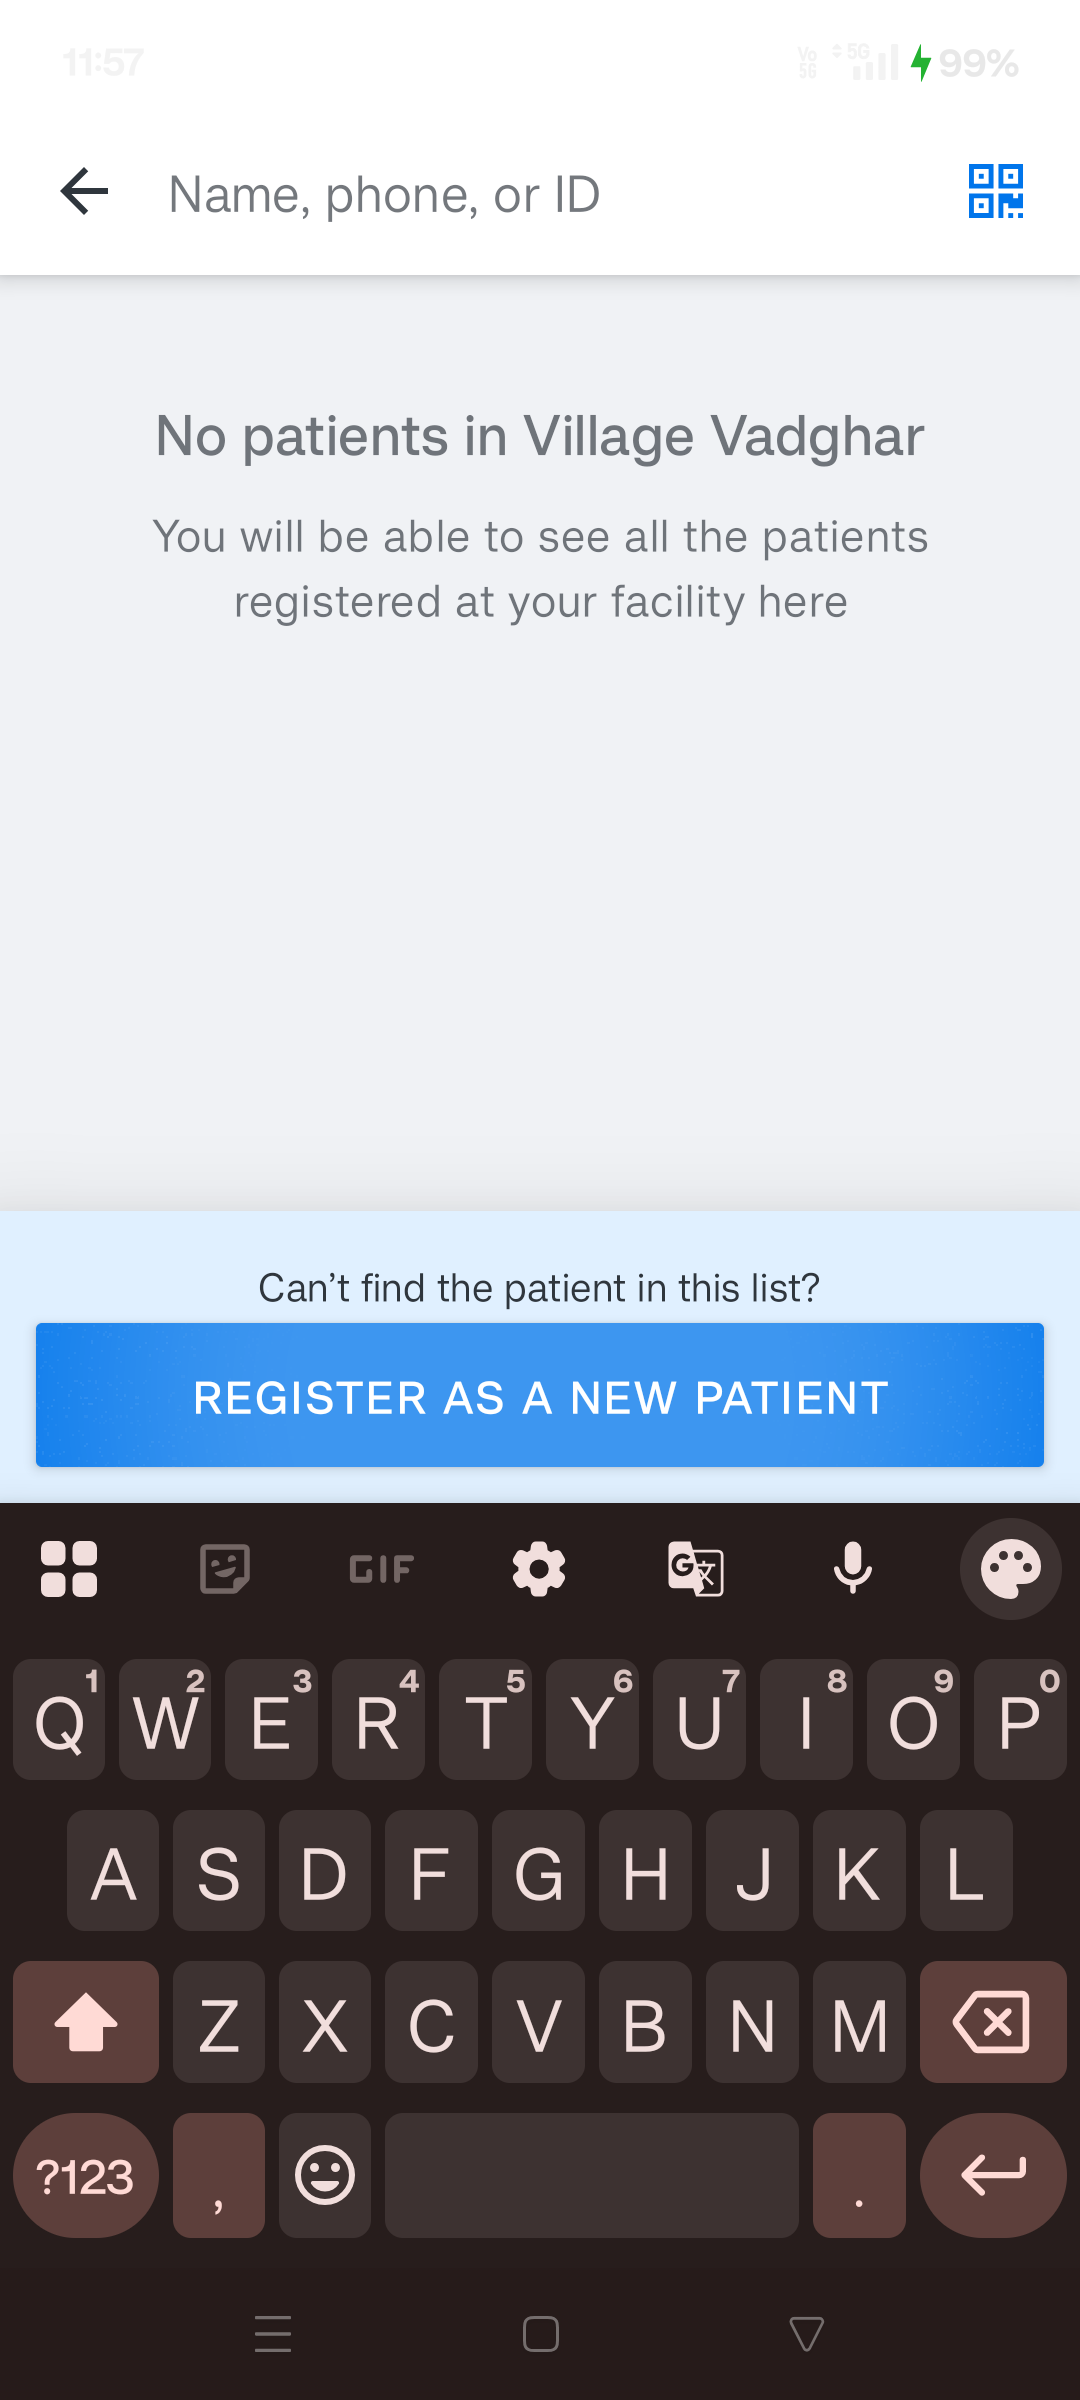 11:57
Vo 5G 5G 99%
Name, phone, or ID
No patients in Village Vadghar
You will be able to see all the patients
registered at your facility here
Can't find the patient in this list?
REGISTER AS A NEW PATIENT
GIF
G 文
1 2 3 4 5 6 7 8 9 0
Q W E R T Y U I O P
A S D F G H J K L
Z X C V B N M
?123 , .